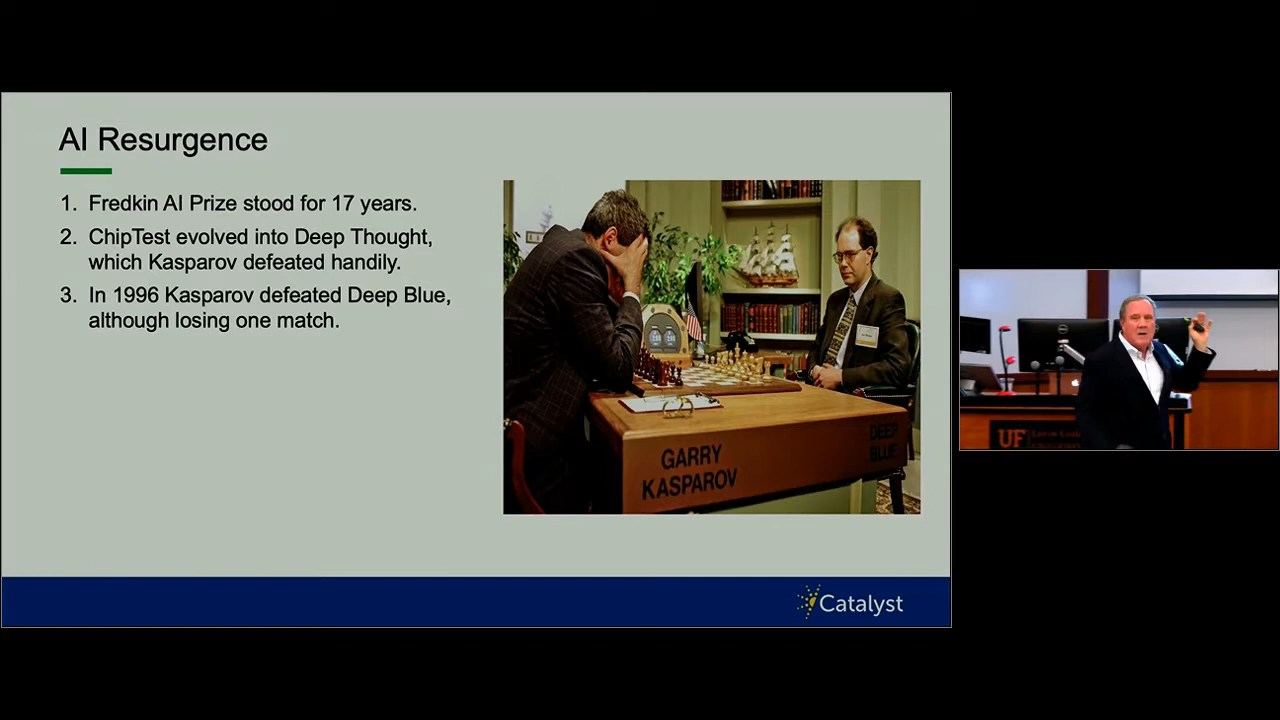 AI Resurgence
1. Fredkin AI Prize stood for 17 years.
2. ChipTest evolved into Deep Thought,
which Kasparov defeated handily.
3. In 1996 Kasparov defeated Deep Blue,
although losing one match.
GARRY
KASPAROV
DEEP
BLUE
Catalyst
UF